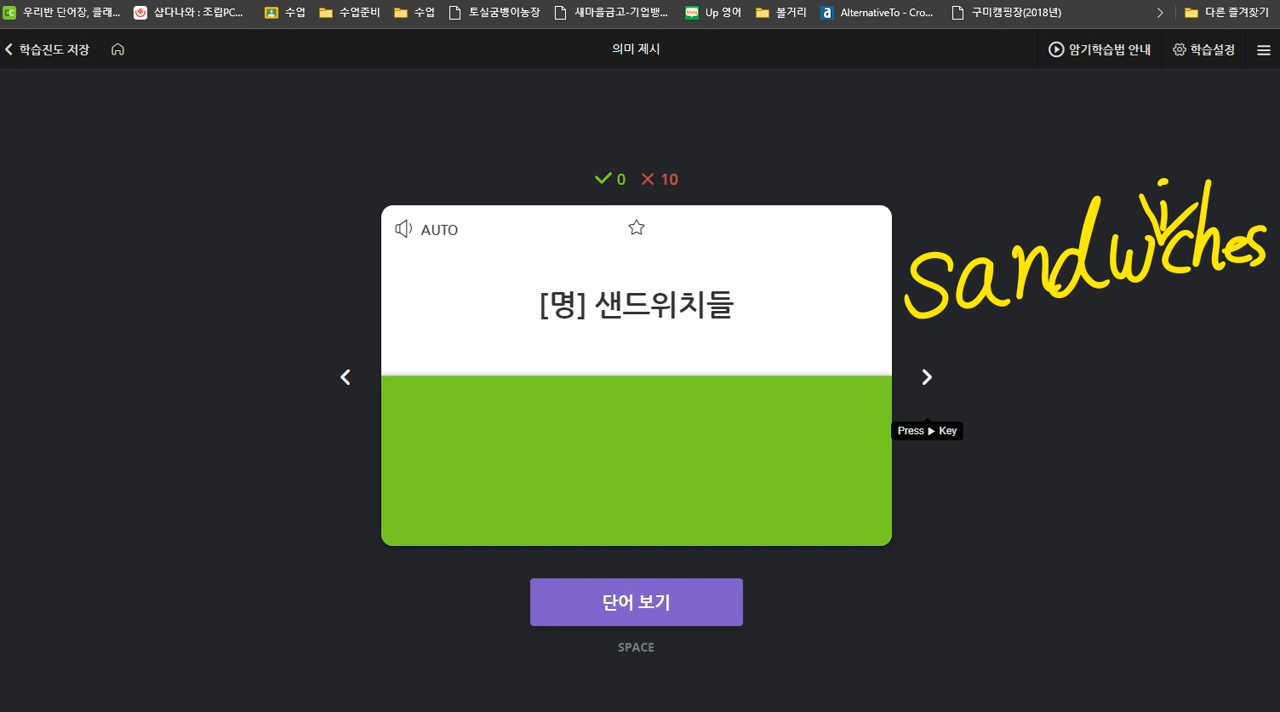 우리반 단어장, 클래... 샵다나와 : 조립PC... 수업 수업준비 수업 토실굼벵이농장 새마을금고-기업뱅... Up 영어 볼거리 AlternativeTo - Cro... 구미캠핑장(2018년) 다른 즐겨찾기
학습진도 저장 의미 제시 암기학습법 안내 학습설정
0 10
AUTO
[명] 샌드위치들
sandwiches
Press ▶ Key
단어 보기
SPACE